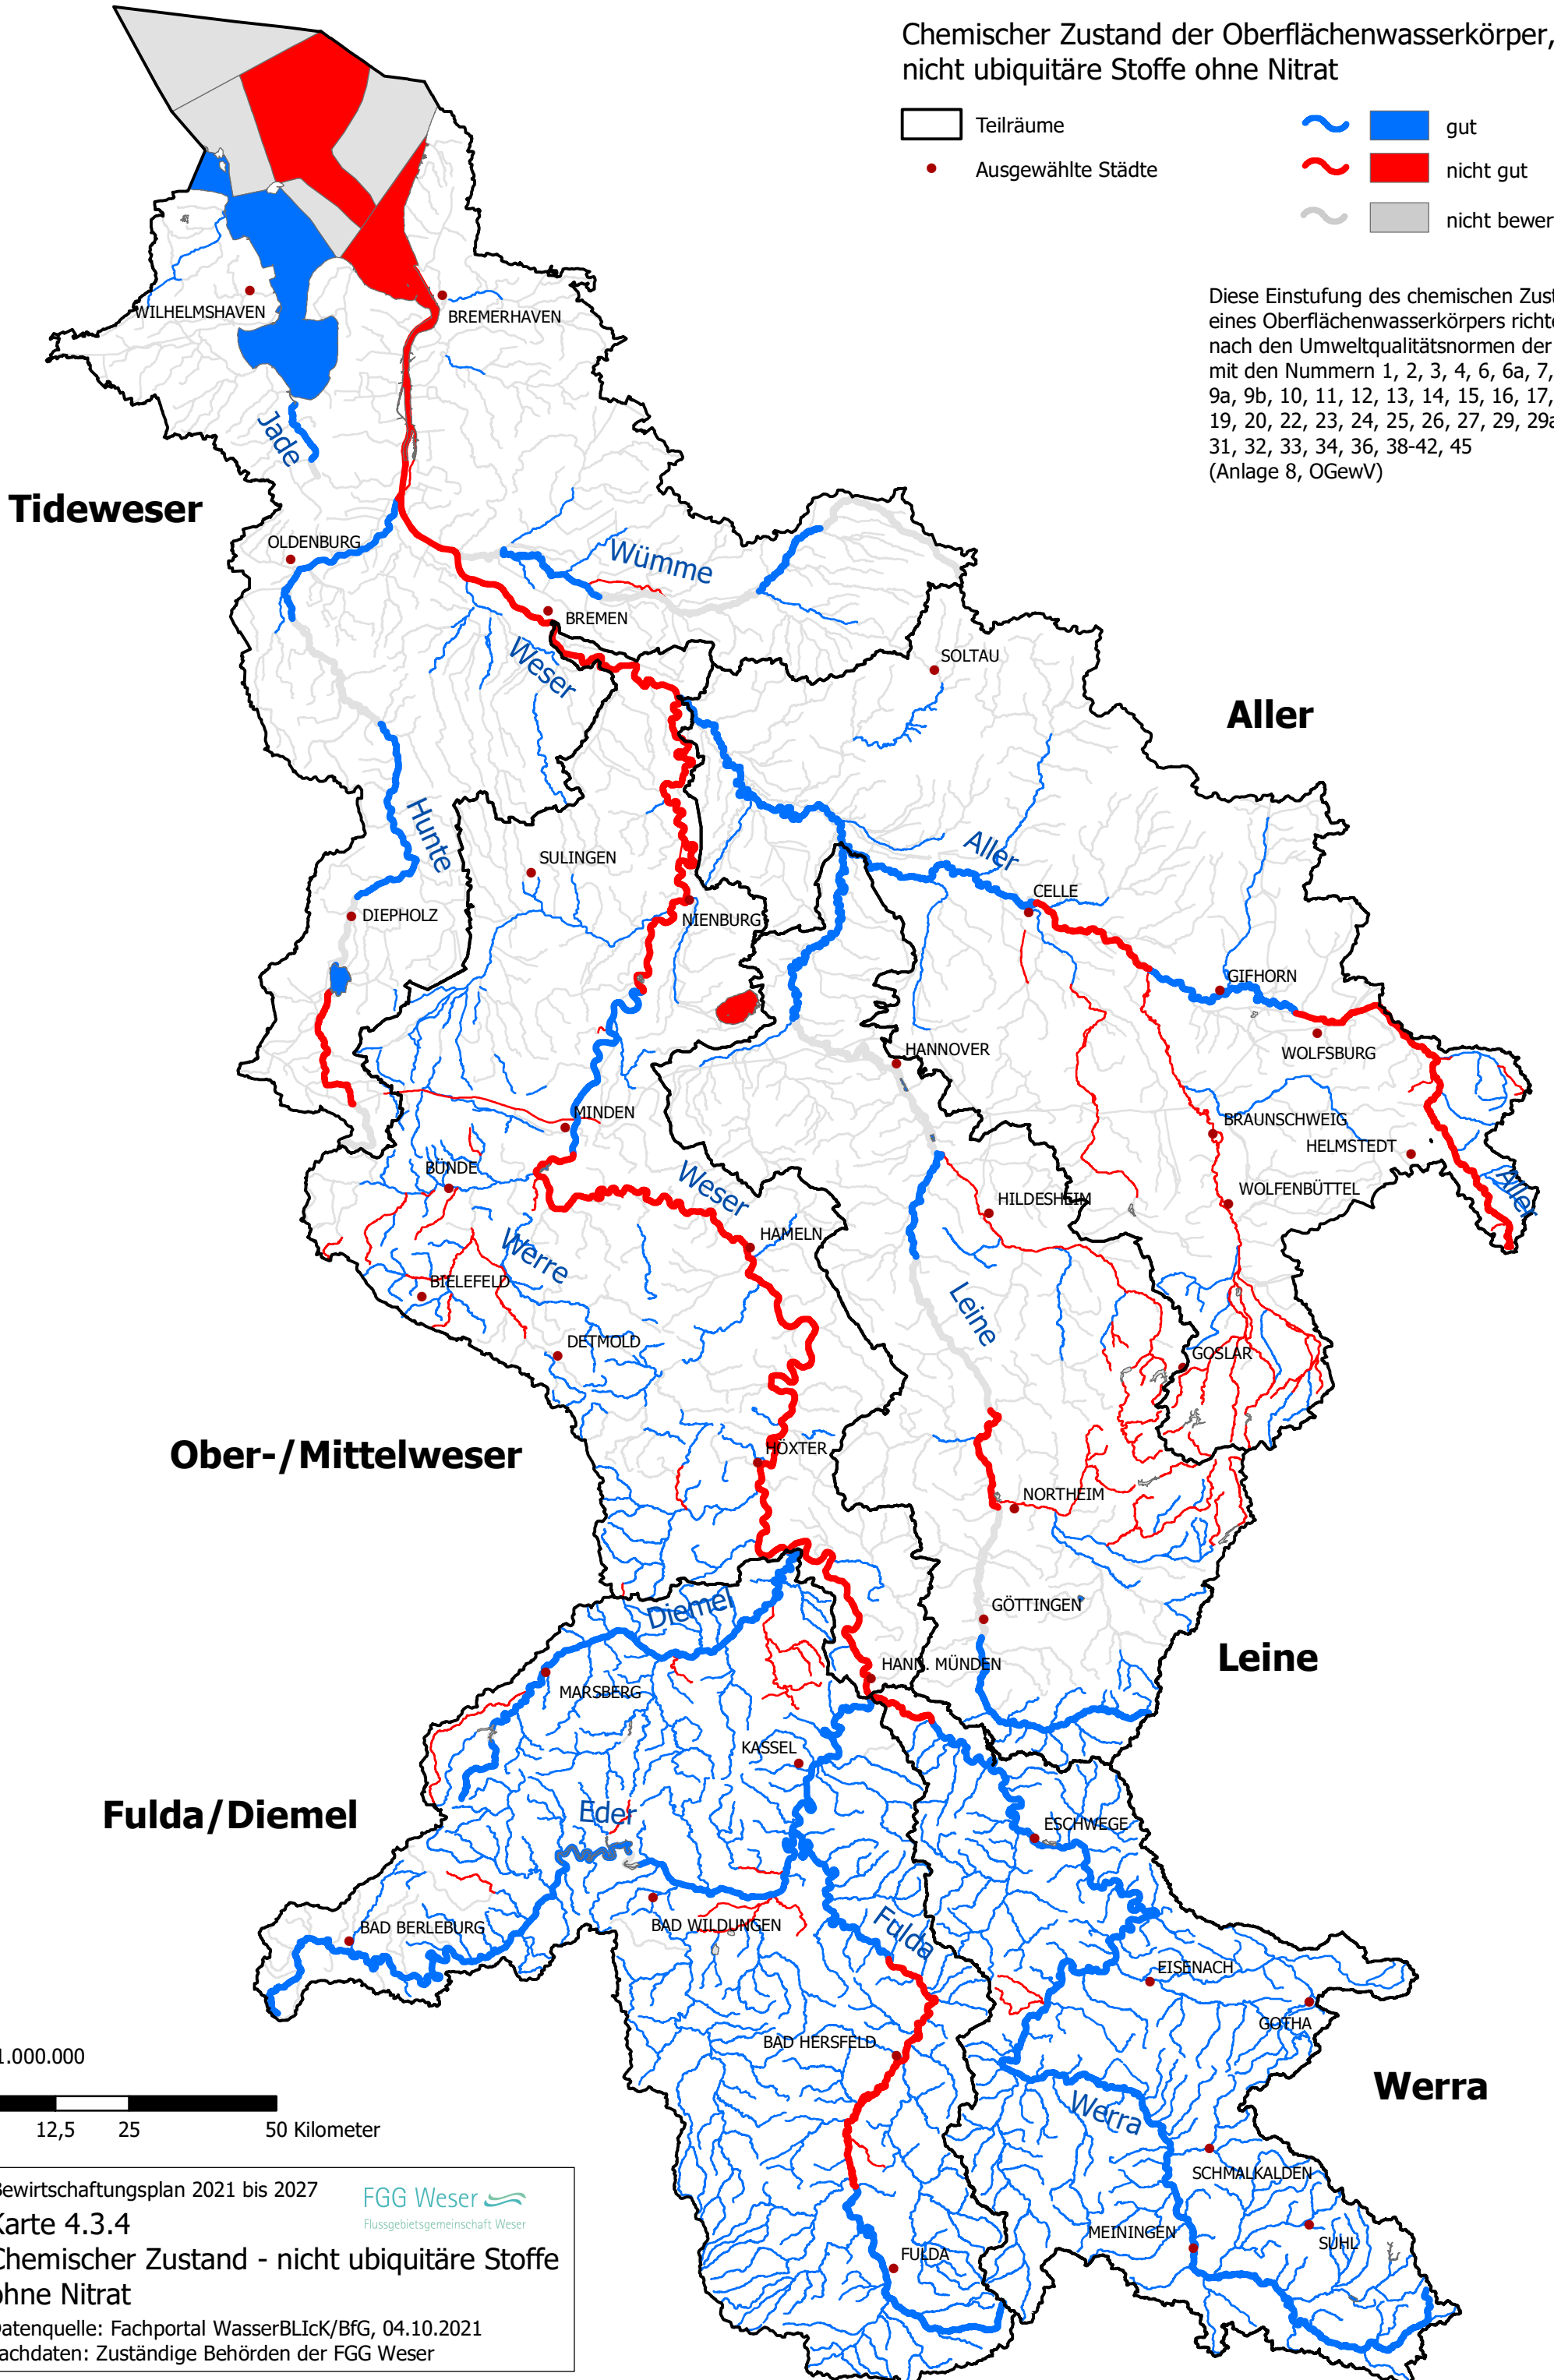 Chemischer Zustand der Oberflächenwasserkörper,
nicht ubiquitäre Stoffe ohne Nitrat
Teilräume
Ausgewählte Städte
gut
nicht gut
nicht bewer
Diese Einstufung des chemischen Zust
eines Oberflächenwasserkörpers richte
nach den Umweltqualitätsnormen der
mit den Nummern 1, 2, 3, 4, 6, 6a, 7,
9a, 9b, 10, 11, 12, 13, 14, 15, 16, 17,
19, 20, 22, 23, 24, 25, 26, 27, 29, 29a
31, 32, 33, 34, 36, 38-42, 45
(Anlage 8, OGewV)
WILHELMSHAVEN
BREMERHAVEN
Jade
Tideweser
OLDENBURG
Wümme
BREMEN
Weser
SOLTAU
Aller
Hunte
SULINGEN
Aller
CELLE
DIEPHOLZ
NIENBURG
GIFHORN
HANNOVER
WOLFSBURG
MINDEN
BRAUNSCHWEIG
HELMSTEDT
BÜNDE
Weser
HILDESHEIM
WOLFENBÜTTEL
Aller
HAMELN
Werre
BIELEFELD
Leine
DETMOLD
GOSLAR
Ober-/Mittelweser
HÖXTER
NORTHEIM
Diemel
GÖTTINGEN
Leine
HANN. MÜNDEN
MARSBERG
KASSEL
Fulda/Diemel
Eder
ESCHWEGE
BAD BERLEBURG
BAD WILDUNGEN
Fulda
EISENACH
GOTHA
BAD HERSFELD
Werra
Werra
SCHMALKALDEN
MEININGEN
SUHL
FULDA
1.000.000
12,5 25 50 Kilometer
Bewirtschaftungsplan 2021 bis 2027
FGG Weser
Flussgebietsgemeinschaft Weser
Karte 4.3.4
Chemischer Zustand - nicht ubiquitäre Stoffe
ohne Nitrat
Datenquelle: Fachportal WasserBLIcK/BfG, 04.10.2021
Fachdaten: Zuständige Behörden der FGG Weser